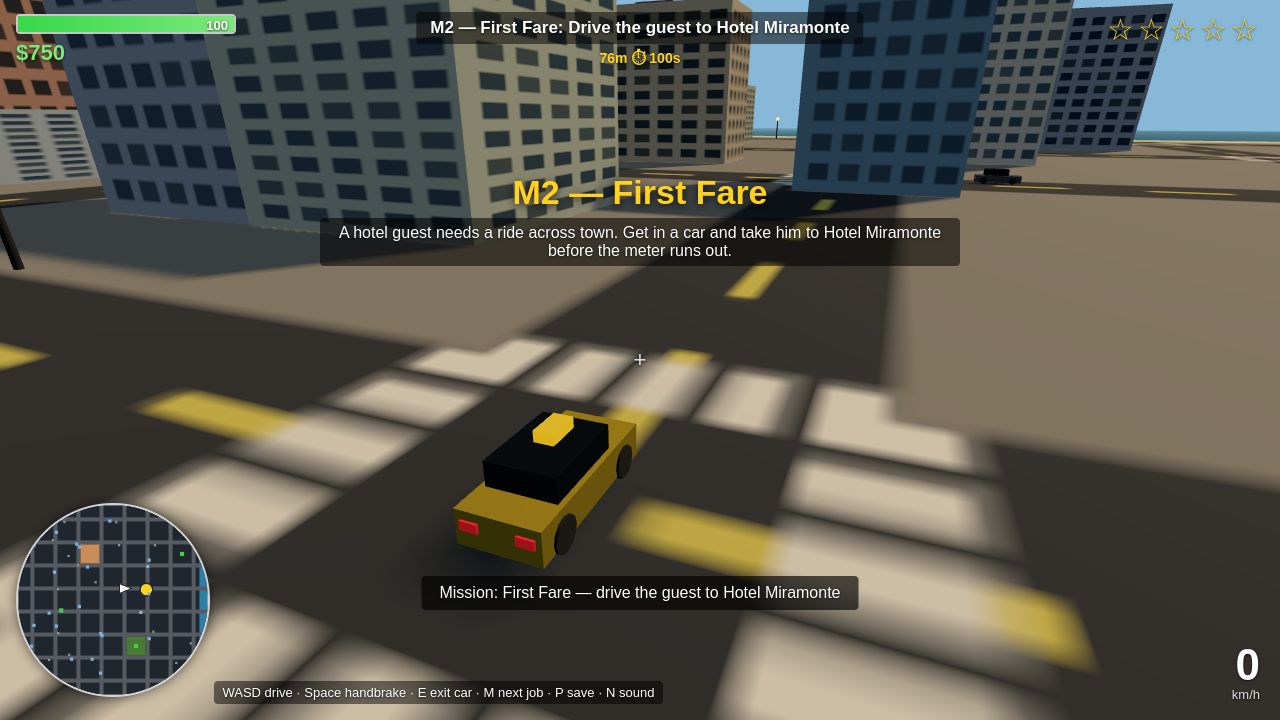 100
$750
M2 — First Fare: Drive the guest to Hotel Miramonte
76m ⏱ 100s
☆ ☆ ☆ ☆ ☆
M2 — First Fare
A hotel guest needs a ride across town. Get in a car and take him to Hotel Miramonte
before the meter runs out.
+
Mission: First Fare — drive the guest to Hotel Miramonte
WASD drive · Space handbrake · E exit car · M next job · P save · N sound
0
km/h